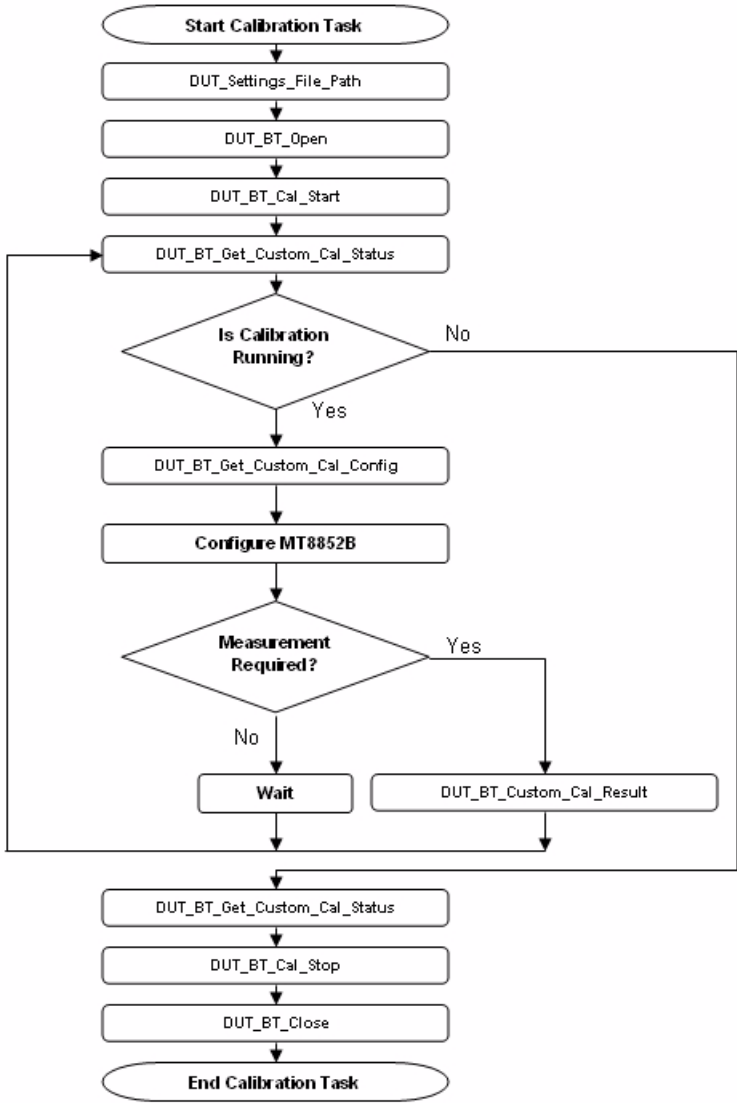 Start Calibration Task
DUT_Settings_File_Path
DUT_BT_Open
DUT_BT_Cal_Start
DUT_BT_Get_Custom_Cal_Status
Is Calibration
Running?
No
Yes
DUT_BT_Get_Custom_Cal_Config
Configure MT8852B
Measurement
Required?
Yes
No
Wait
DUT_BT_Custom_Cal_Result
DUT_BT_Get_Custom_Cal_Status
DUT_BT_Cal_Stop
DUT_BT_Close
End Calibration Task